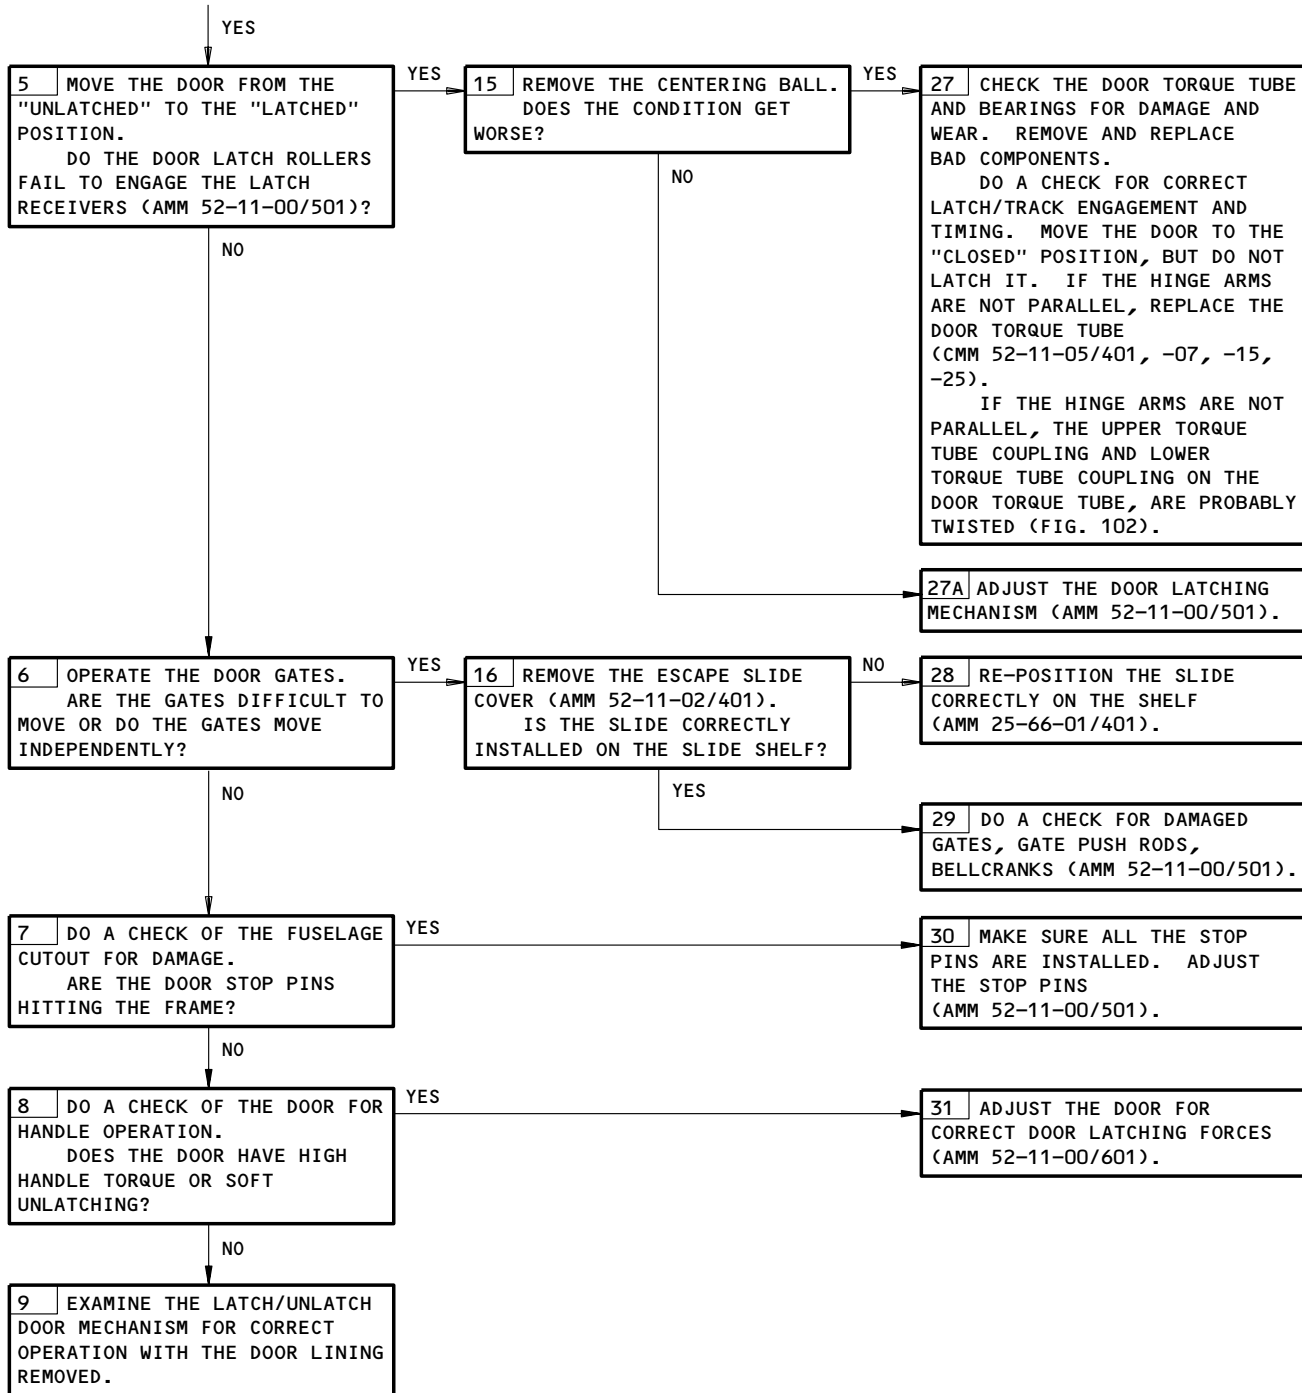 YES
5 MOVE THE DOOR FROM THE
"UNLATCHED" TO THE "LATCHED"
POSITION.
DO THE DOOR LATCH ROLLERS
FAIL TO ENGAGE THE LATCH
RECEIVERS (AMM 52-11-00/501)?
YES
15 REMOVE THE CENTERING BALL.
DOES THE CONDITION GET
WORSE?
YES
27 CHECK THE DOOR TORQUE TUBE
AND BEARINGS FOR DAMAGE AND
WEAR. REMOVE AND REPLACE
BAD COMPONENTS.
DO A CHECK FOR CORRECT
LATCH/TRACK ENGAGEMENT AND
TIMING. MOVE THE DOOR TO THE
"CLOSED" POSITION, BUT DO NOT
LATCH IT. IF THE HINGE ARMS
ARE NOT PARALLEL, REPLACE THE
DOOR TORQUE TUBE
(CMM 52-11-05/401, -07, -15,
-25).
IF THE HINGE ARMS ARE NOT
PARALLEL, THE UPPER TORQUE
TUBE COUPLING AND LOWER
TORQUE TUBE COUPLING ON THE
DOOR TORQUE TUBE, ARE PROBABLY
TWISTED (FIG. 102).
NO
NO
27A ADJUST THE DOOR LATCHING
MECHANISM (AMM 52-11-00/501).
6 OPERATE THE DOOR GATES.
ARE THE GATES DIFFICULT TO
MOVE OR DO THE GATES MOVE
INDEPENDENTLY?
YES
16 REMOVE THE ESCAPE SLIDE
COVER (AMM 52-11-02/401).
IS THE SLIDE CORRECTLY
INSTALLED ON THE SLIDE SHELF?
NO
28 RE-POSITION THE SLIDE
CORRECTLY ON THE SHELF
(AMM 25-66-01/401).
NO
YES
29 DO A CHECK FOR DAMAGED
GATES, GATE PUSH RODS,
BELLCRANKS (AMM 52-11-00/501).
7 DO A CHECK OF THE FUSELAGE
CUTOUT FOR DAMAGE.
ARE THE DOOR STOP PINS
HITTING THE FRAME?
YES
30 MAKE SURE ALL THE STOP
PINS ARE INSTALLED. ADJUST
THE STOP PINS
(AMM 52-11-00/501).
NO
8 DO A CHECK OF THE DOOR FOR
HANDLE OPERATION.
DOES THE DOOR HAVE HIGH
HANDLE TORQUE OR SOFT
UNLATCHING?
YES
31 ADJUST THE DOOR FOR
CORRECT DOOR LATCHING FORCES
(AMM 52-11-00/601).
NO
9 EXAMINE THE LATCH/UNLATCH
DOOR MECHANISM FOR CORRECT
OPERATION WITH THE DOOR LINING
REMOVED.